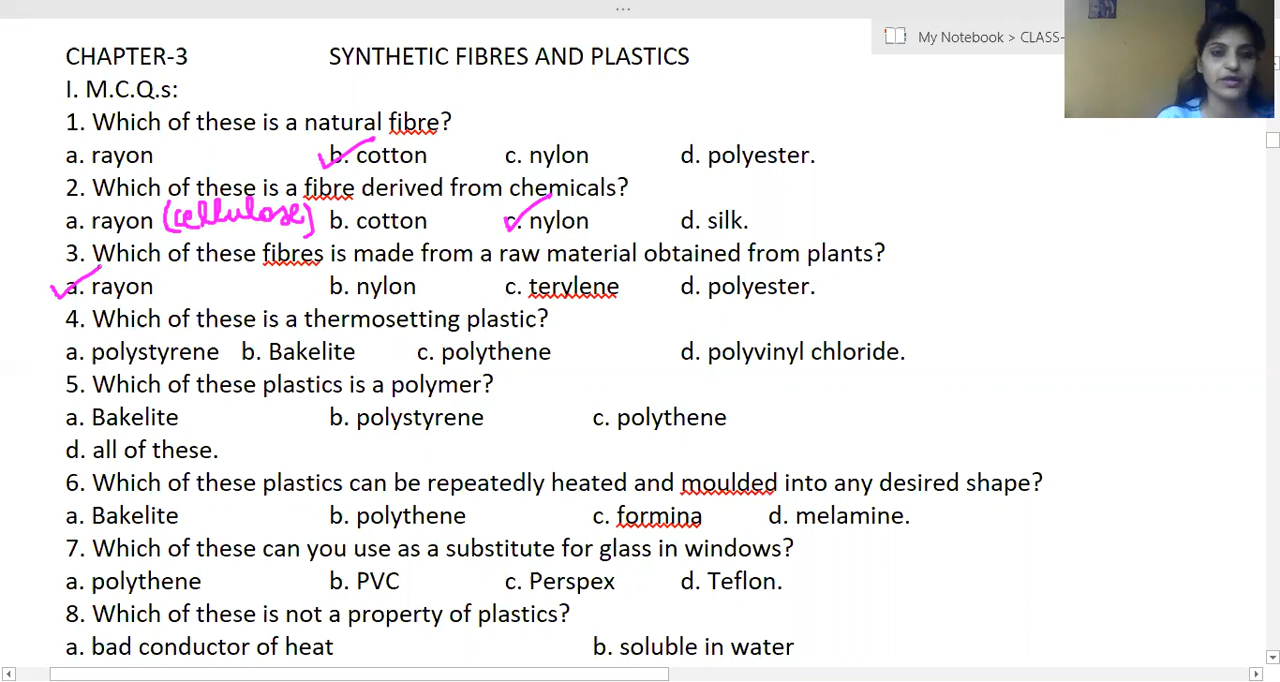 ...
My Notebook > CLASS-
CHAPTER-3 SYNTHETIC FIBRES AND PLASTICS
I. M.C.Q.s:
1. Which of these is a natural fibre?
a. rayon b. cotton c. nylon d. polyester.
2. Which of these is a fibre derived from chemicals?
a. rayon (cellulose) b. cotton c. nylon d. silk.
3. Which of these fibres is made from a raw material obtained from plants?
a. rayon b. nylon c. terylene d. polyester.
4. Which of these is a thermosetting plastic?
a. polystyrene b. Bakelite c. polythene d. polyvinyl chloride.
5. Which of these plastics is a polymer?
a. Bakelite b. polystyrene c. polythene
d. all of these.
6. Which of these plastics can be repeatedly heated and moulded into any desired shape?
a. Bakelite b. polythene c. formina d. melamine.
7. Which of these can you use as a substitute for glass in windows?
a. polythene b. PVC c. Perspex d. Teflon.
8. Which of these is not a property of plastics?
a. bad conductor of heat b. soluble in water